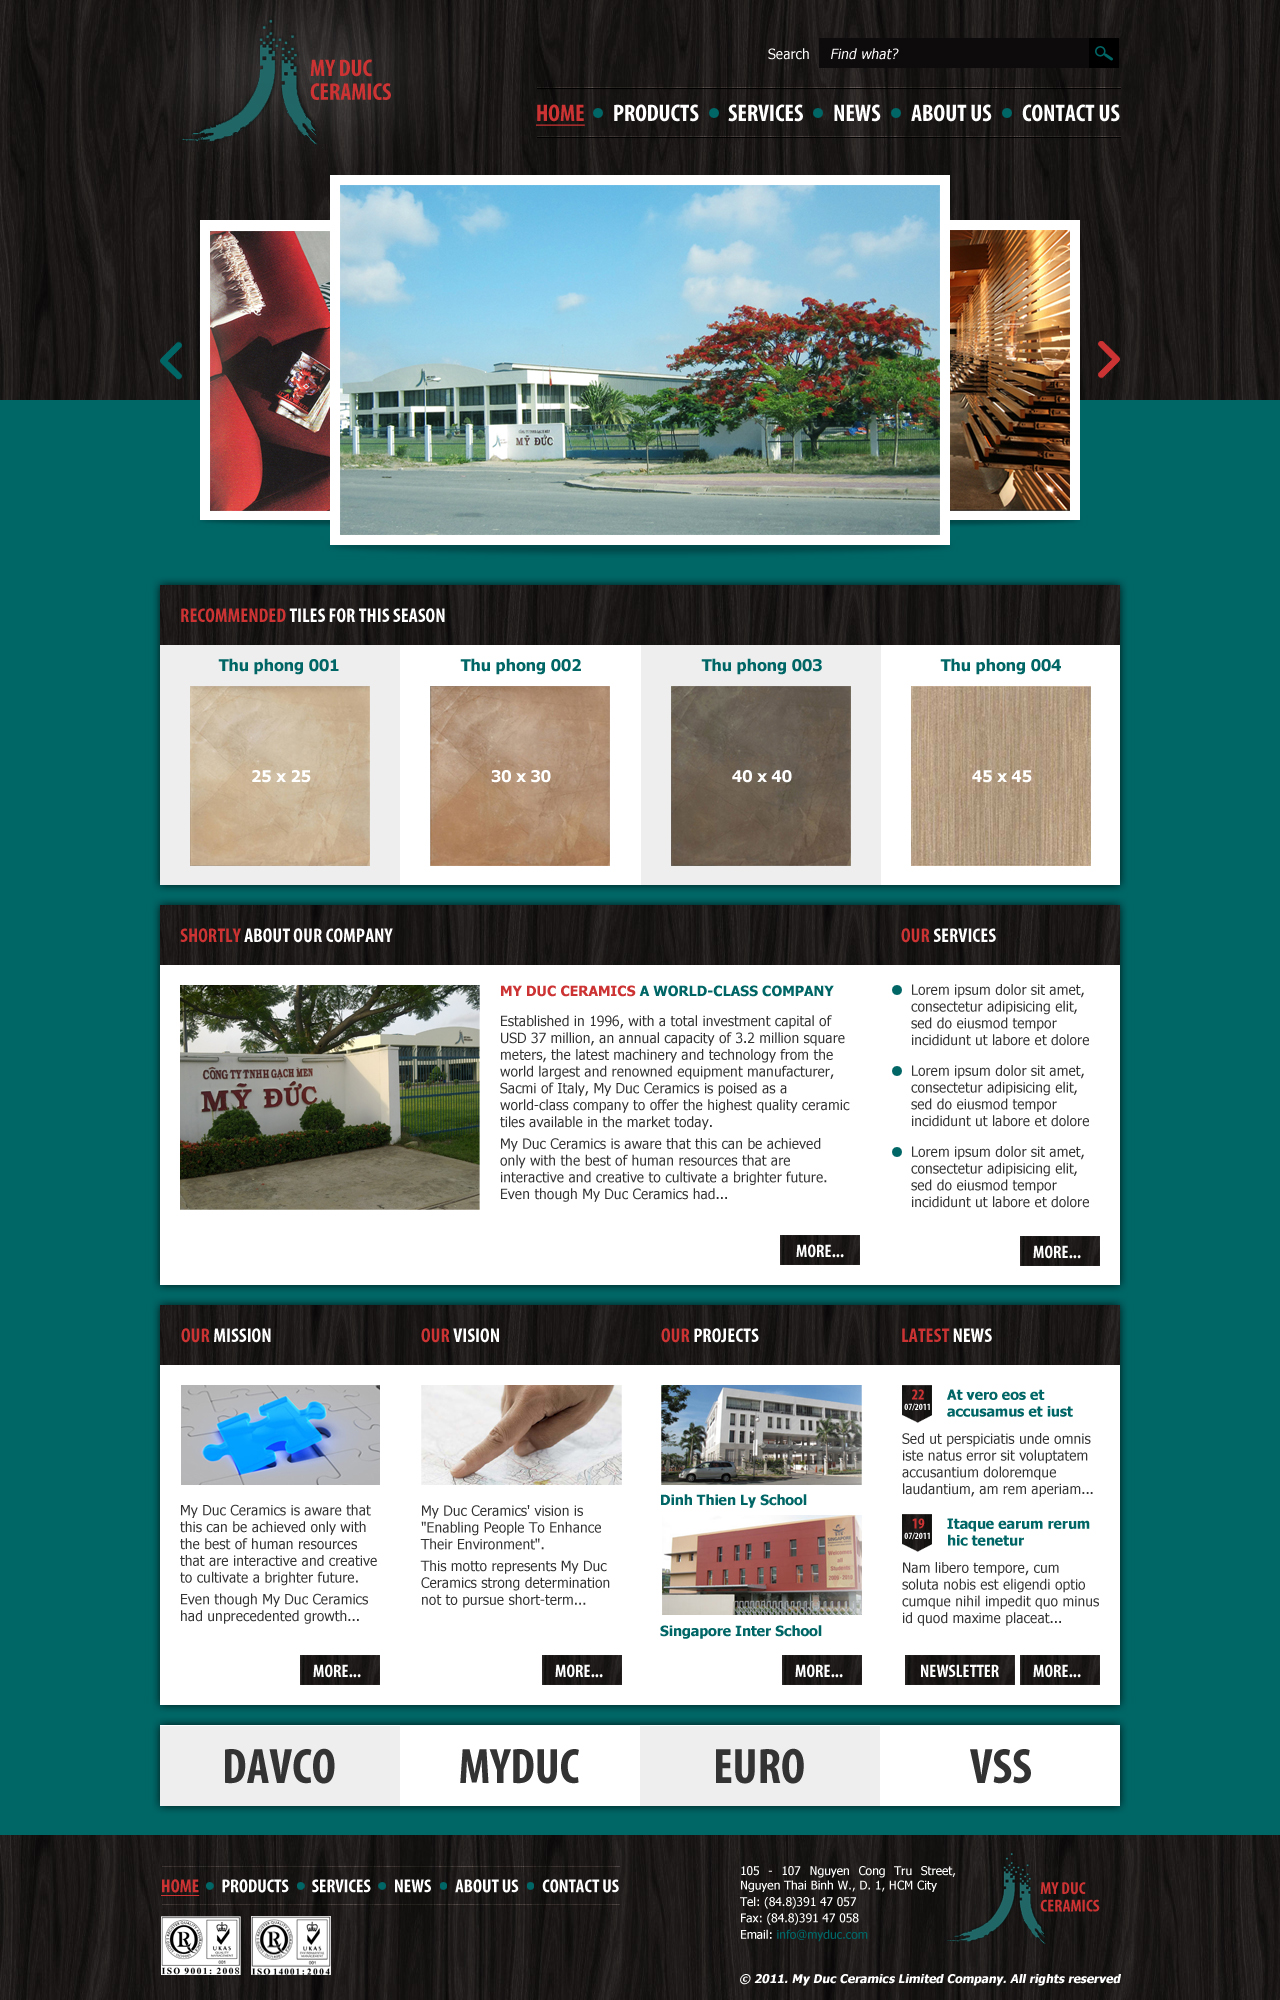 MY DUC
CERAMICS
Search Find what?
HOME PRODUCTS SERVICES NEWS ABOUT US CONTACT US
MỸ ĐỨC
RECOMMENDED TILES FOR THIS SEASON
Thu phong 001 Thu phong 002 Thu phong 003 Thu phong 004
25 x 25 30 x 30 40 x 40 45 x 45
SHORTLY ABOUT OUR COMPANY
CÔNG TY TNHH GẠCH MEN
MỸ ĐỨC
MY DUC CERAMICS A WORLD-CLASS COMPANY
Established in 1996, with a total investment capital of
USD 37 million, an annual capacity of 3.2 million square
meters, the latest machinery and technology from the
world largest and renowned equipment manufacturer,
Sacmi of Italy, My Duc Ceramics is poised as a
world-class company to offer the highest quality ceramic
tiles available in the market today.
My Duc Ceramics is aware that this can be achieved
only with the best of human resources that are
interactive and creative to cultivate a brighter future.
Even though My Duc Ceramics had...
MORE...
OUR SERVICES
Lorem ipsum dolor sit amet,
consectetur adipisicing elit,
sed do eiusmod tempor
incididunt ut labore et dolore
Lorem ipsum dolor sit amet,
consectetur adipisicing elit,
sed do eiusmod tempor
incididunt ut labore et dolore
Lorem ipsum dolor sit amet,
consectetur adipisicing elit,
sed do eiusmod tempor
incididunt ut labore et dolore
MORE...
OUR MISSION
My Duc Ceramics is aware that
this can be achieved only with
the best of human resources
that are interactive and creative
to cultivate a brighter future.
Even though My Duc Ceramics
had unprecedented growth...
MORE...
OUR VISION
My Duc Ceramics' vision is
"Enabling People To Enhance
Their Environment".
This motto represents My Duc
Ceramics strong determination
not to pursue short-term...
MORE...
OUR PROJECTS
Dinh Thien Ly School
Singapore Inter School
MORE...
LATEST NEWS
22
07/2011
At vero eos et
accusamus et iust
Sed ut perspiciatis unde omnis
iste natus error sit voluptatem
accusantium doloremque
laudantium, am rem aperiam...
19
07/2011
Itaque earum rerum
hic tenetur
Nam libero tempore, cum
soluta nobis est eligendi optio
cumque nihil impedit quo minus
id quod maxime placeat...
NEWSLETTER MORE...
DAVCO MYDUC EURO VSS
HOME PRODUCTS SERVICES NEWS ABOUT US CONTACT US
UKAS UKAS
ISO 9001: 2008 ISO 14001:2004
105 - 107 Nguyen Cong Tru Street,
Nguyen Thai Binh W., D. 1, HCM City
Tel: (84.8)391 47 057
Fax: (84.8)391 47 058
Email: info@myduc.com
MY DUC
CERAMICS
© 2011. My Duc Ceramics Limited Company. All rights reserved